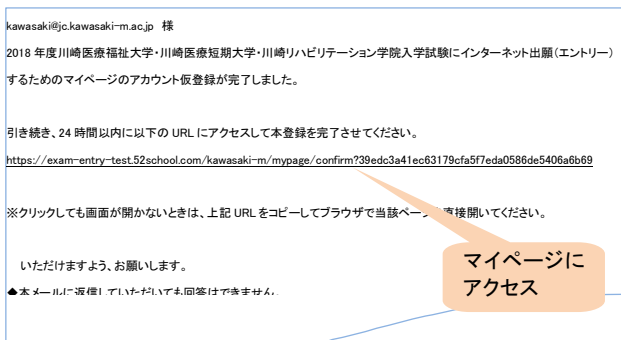 kawasaki@jc.kawasaki-m.ac.jp 様
2018 年度川崎医療福祉大学・川崎医療短期大学・川崎リハビリテーション学院入学試験にインターネット出願（エントリー）
するためのマイページのアカウント仮登録が完了しました。
引き続き、24 時間以内に以下の URL にアクセスして本登録を完了させてください。
https://exam-entry-test.52school.com/kawasaki-m/mypage/confirm?39edc3a41ec63179cfa5f7eda0586de5406a6b69
※クリックしても画面が開かないときは、上記 URL をコピーしてブラウザで当該ページ 直接開いてください。
いただけますよう、お願いします。
◆本メールに返信していただいても回答はできません。
マイページに
アクセス